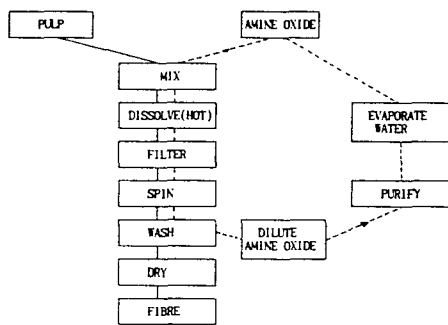 PULP
AMINE OXIDE
MIX
DISSOLVE(HOT)
EVAPORATE
WATER
FILTER
SPIN
PURIFY
WASH
DILUTE
AMINE OXIDE
DRY
FIBRE